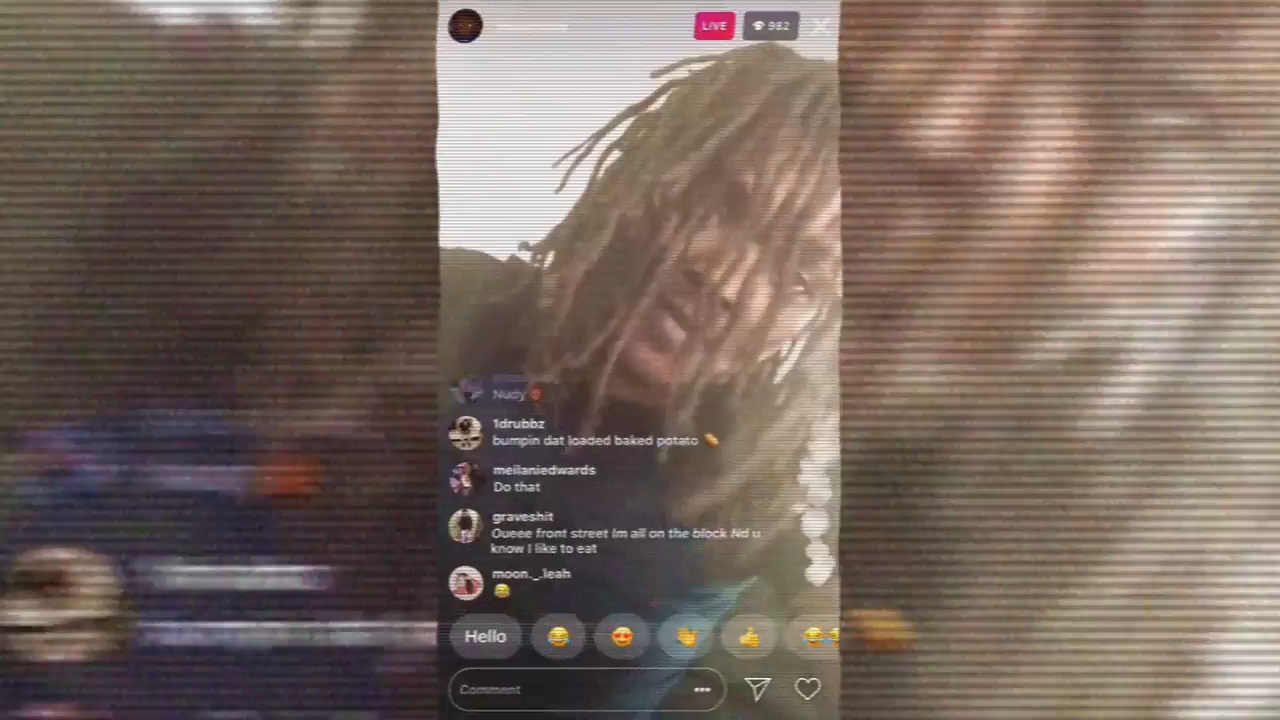 LIVE
982
Nudy
1drubbz
bumpin dat loaded baked potato
meilaniedwards
Do that
graveshit
Oueee front street Im all on the block Nd u
know I like to eat
moon._.leah
Hello
Comment